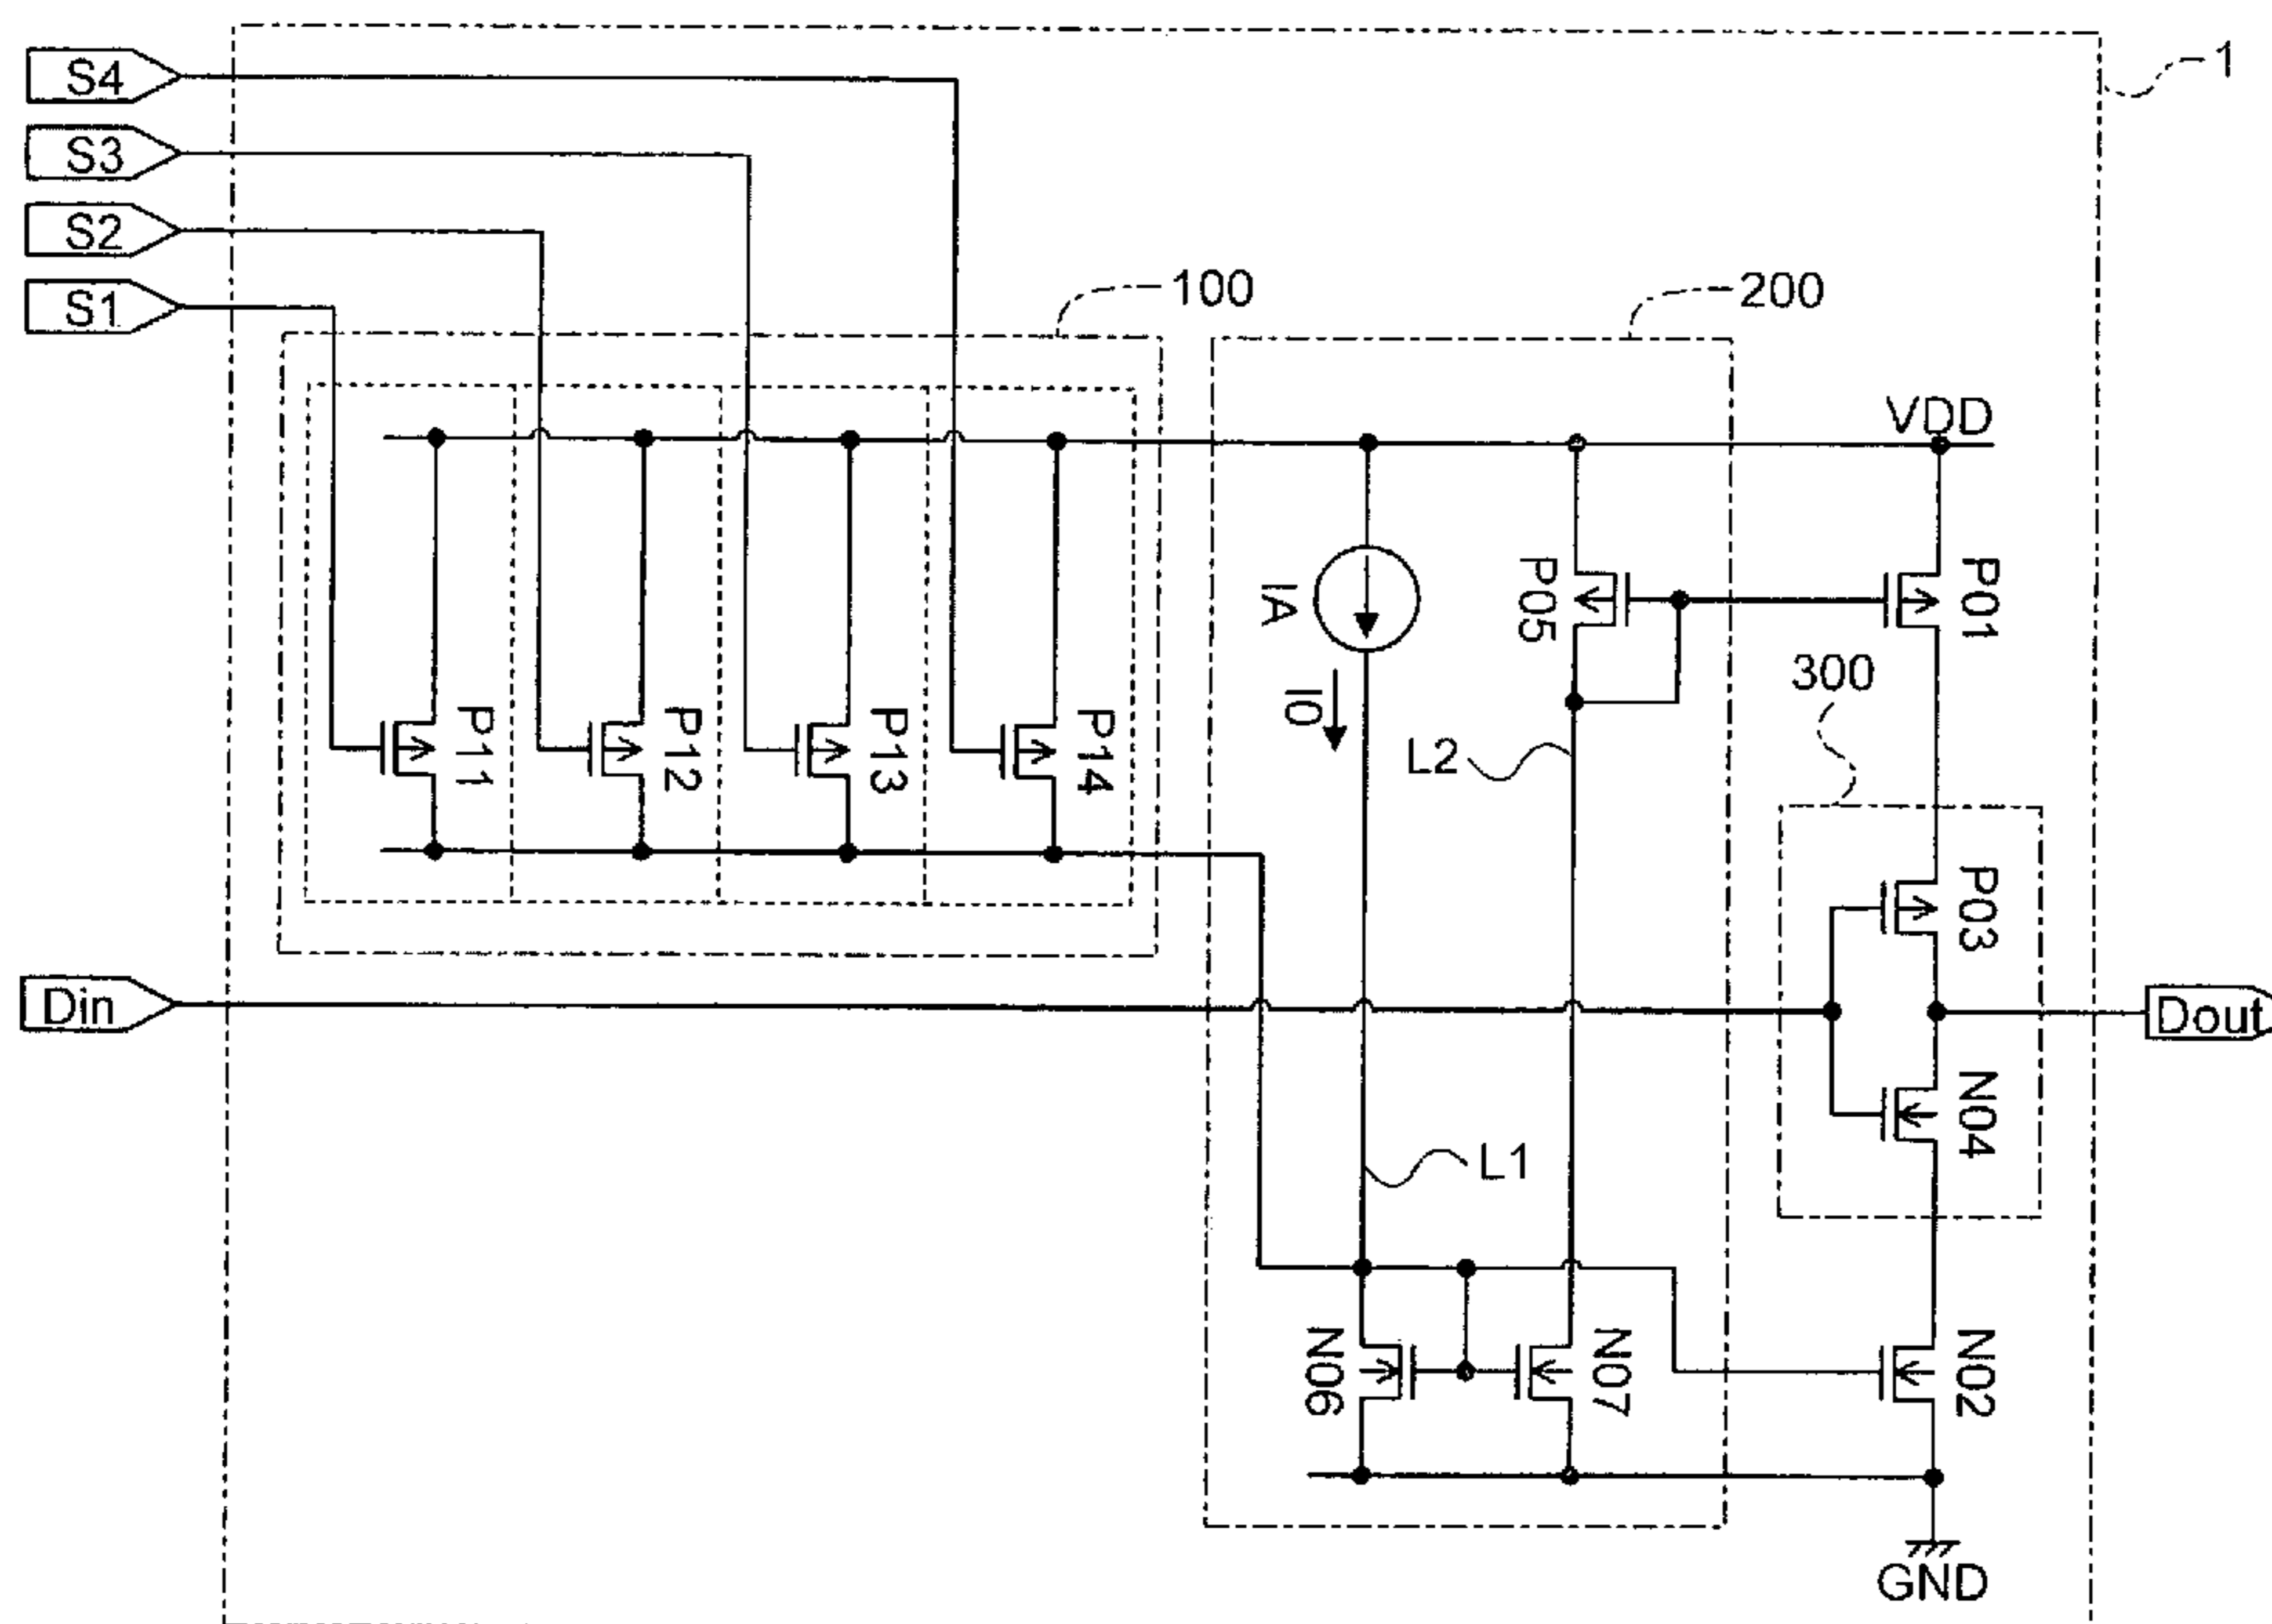 S4
S3
S2
S1
1
100
200
VDD
IA
I0
P05
P01
300
P11
P12
P13
P14
L2
P03
Din
Dout
N04
L1
N06
N07
N02
GND